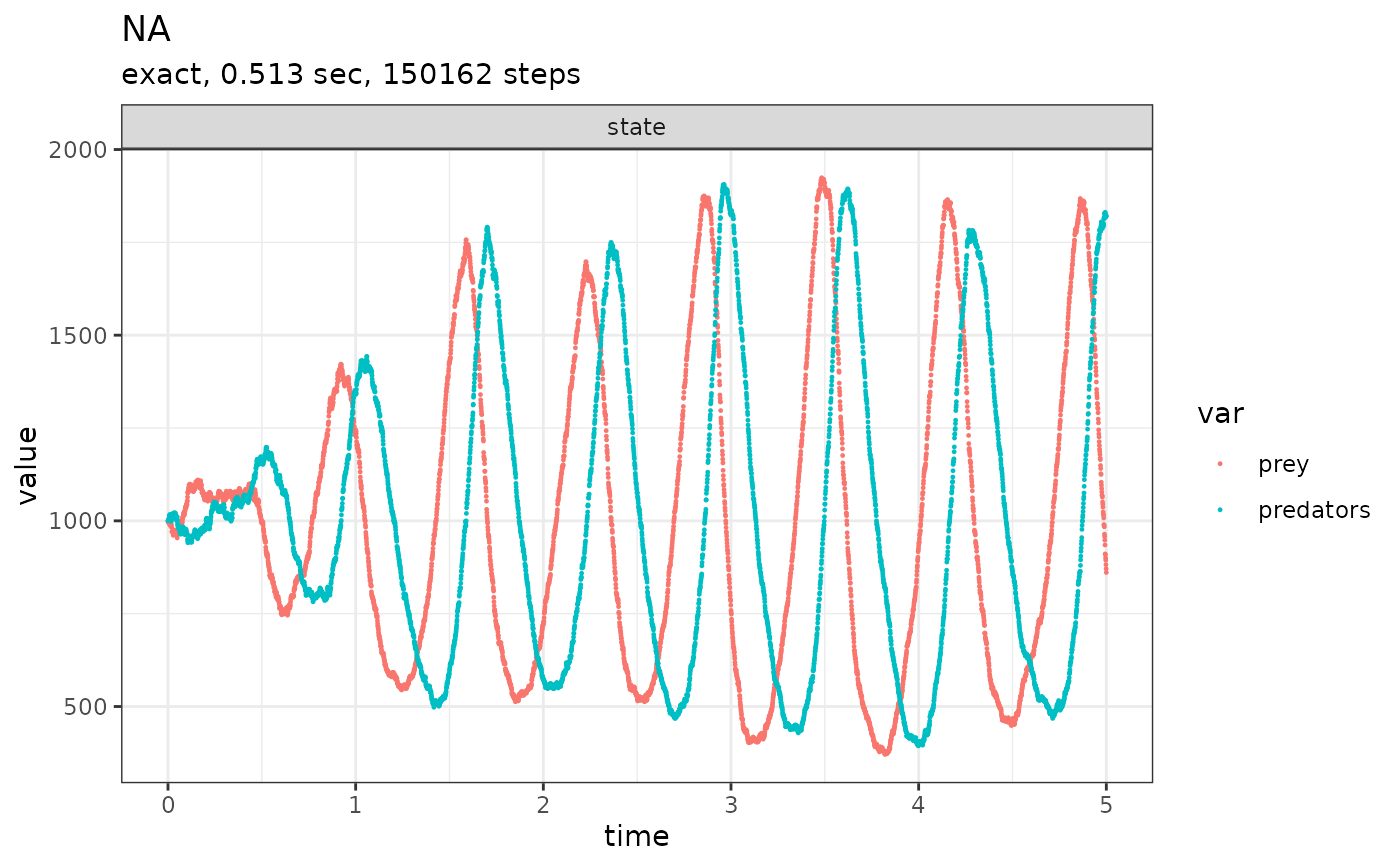 NA
exact, 0.513 sec, 150162 steps
state
2000
1500
1000
500
value
0 1 2 3 4 5
time
var
prey
predators